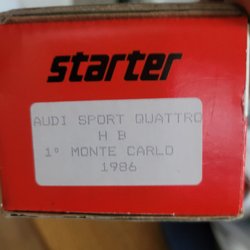 starter
AUDI SPORT QUATTRO
H B
1° MONTE CARLO
1986